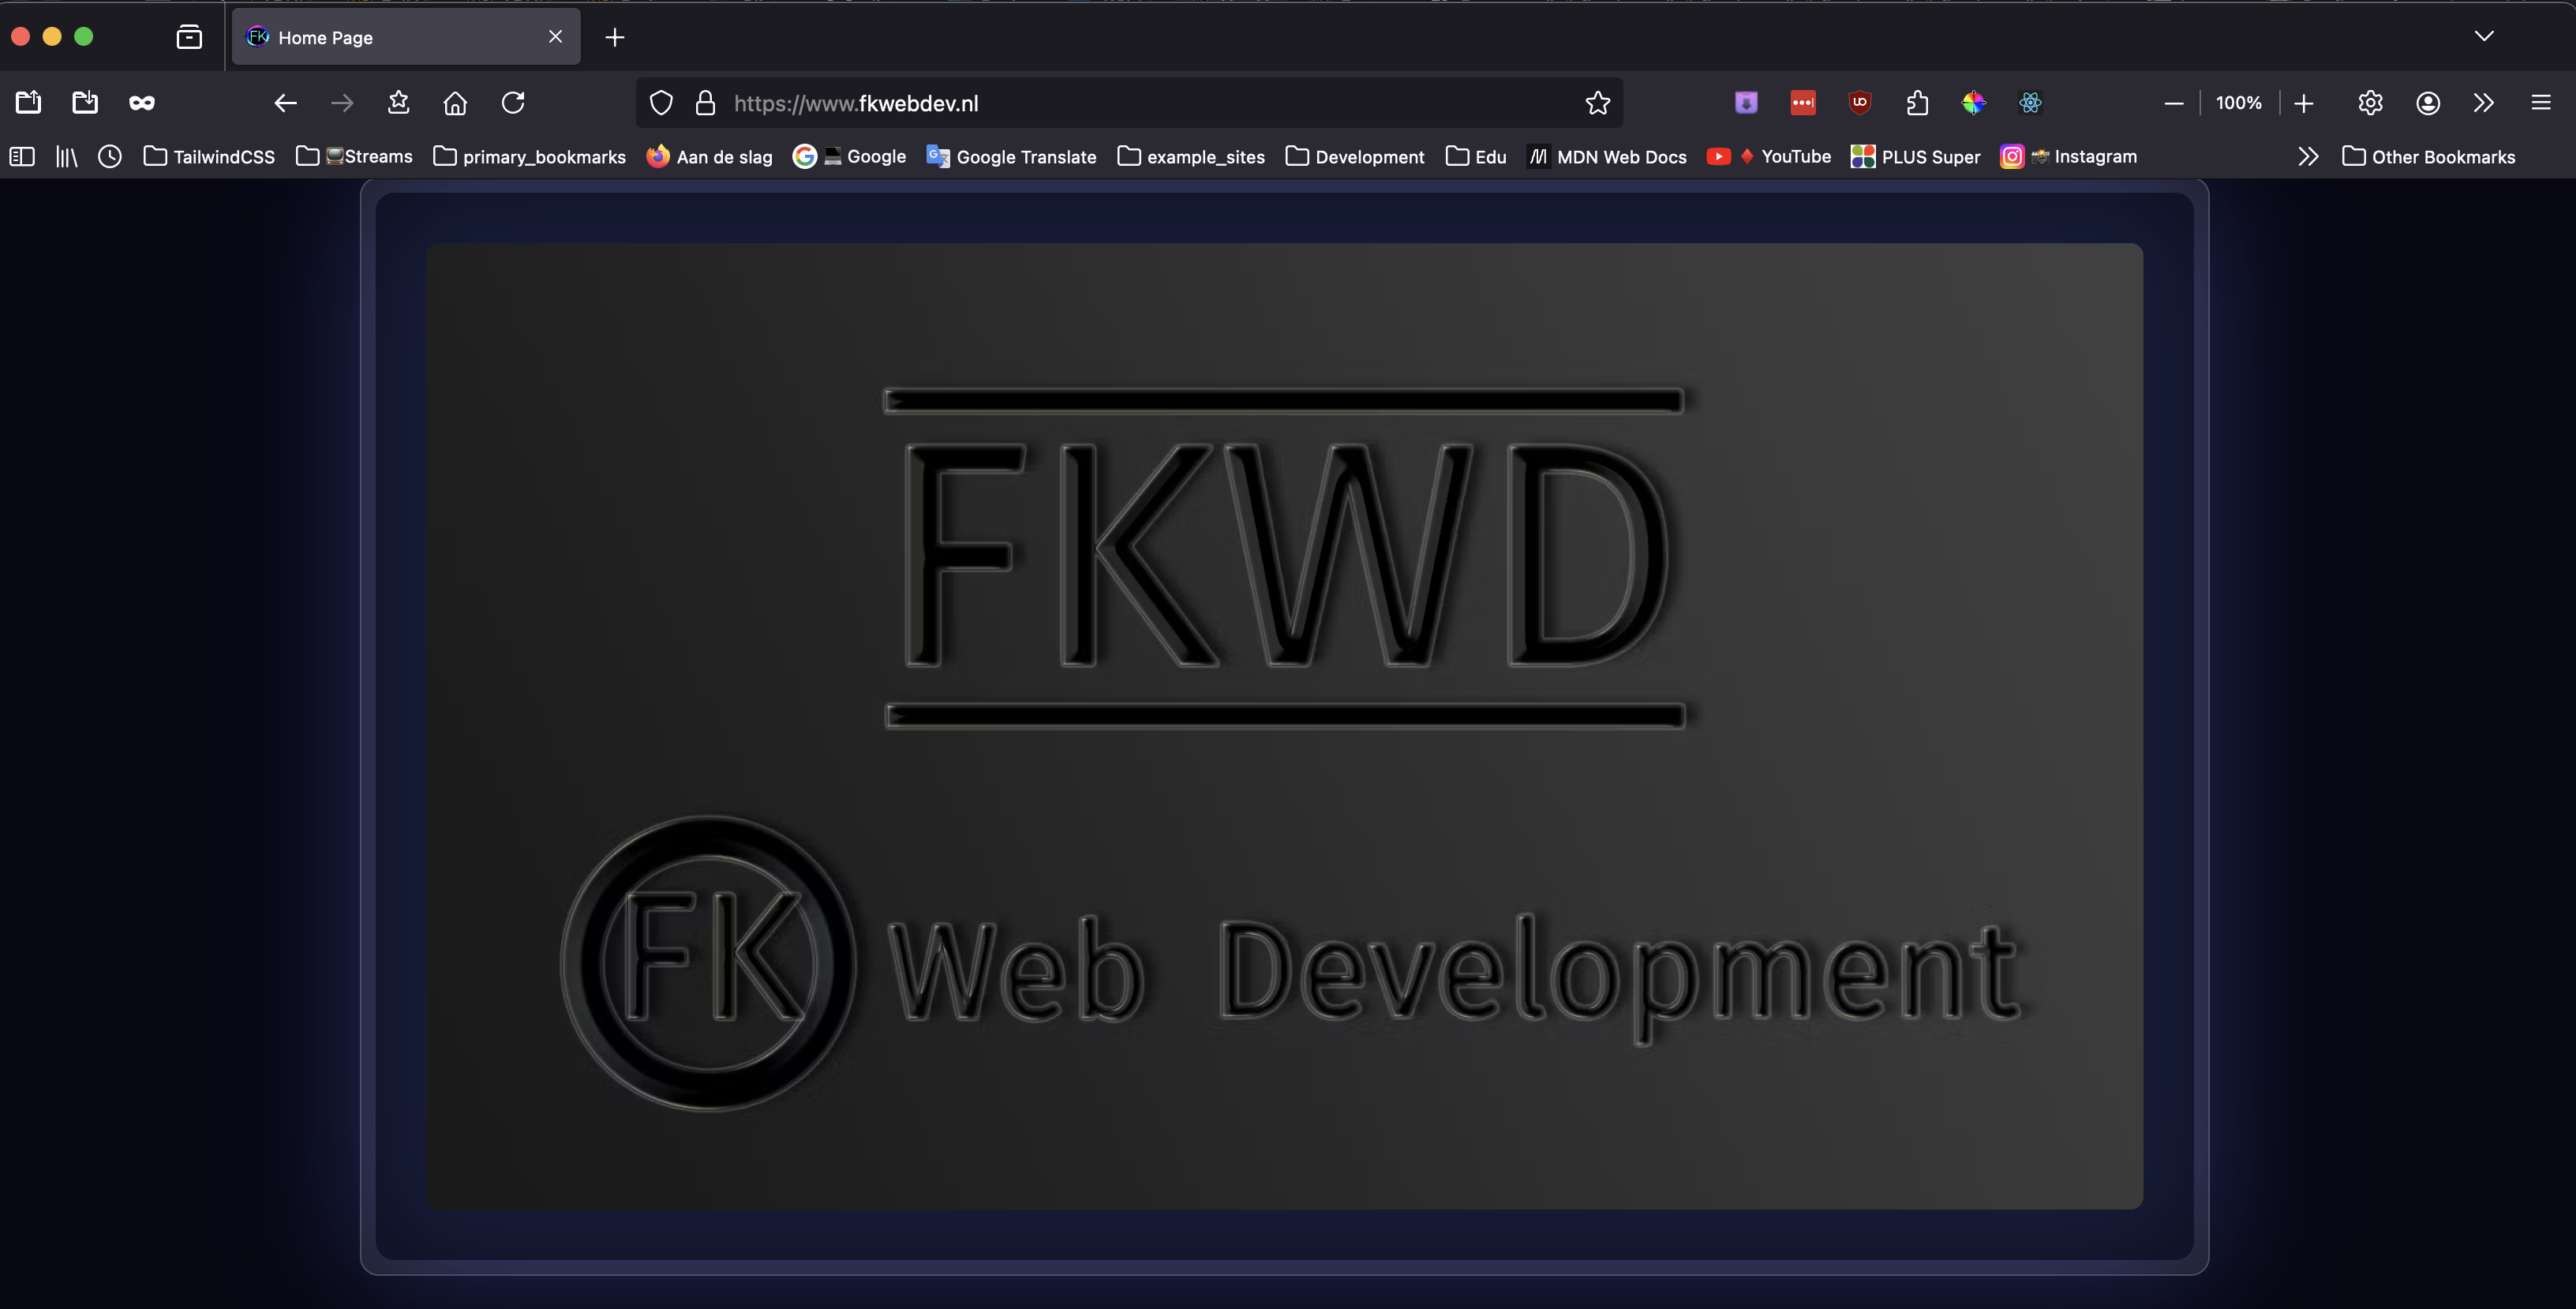 FK Home Page
https://www.fkwebdev.nl
100%
TailwindCSS Streams primary_bookmarks Aan de slag Google Google Translate example_sites Development Edu MDN Web Docs YouTube PLUS Super Instagram Other Bookmarks
FKWD
FK Web Development